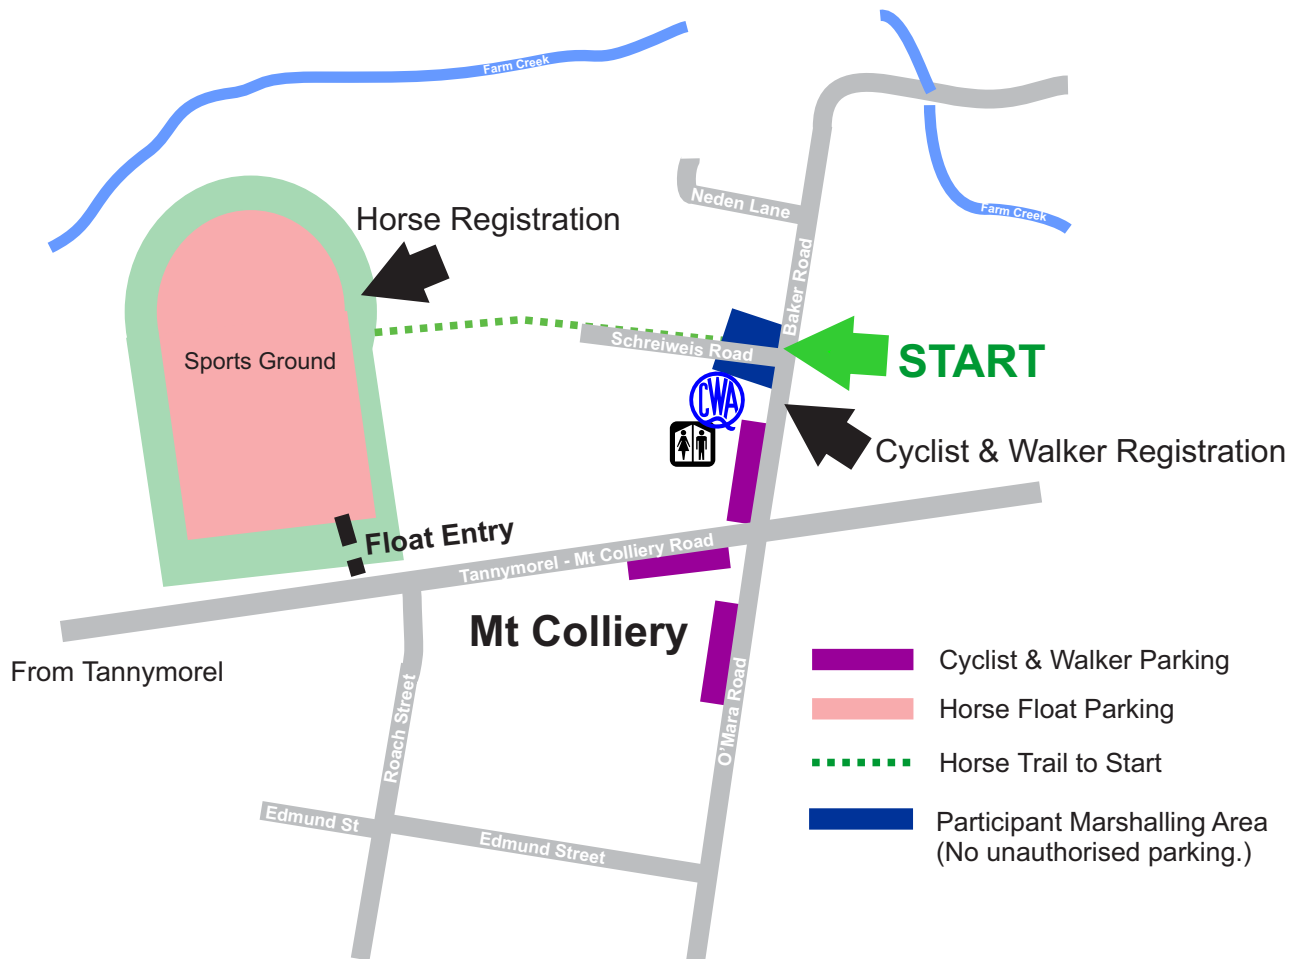 Farm Creek
Neden Lane
Farm Creek
Horse Registration
Baker Road
Sports Ground
Schreiweis Road
START
CWA
Q
Cyclist & Walker Registration
Float Entry
Tannymorel - Mt Colliery Road
Mt Colliery
From Tannymorel
Roach Street
O'Mara Road
Edmund St
Edmund Street
Cyclist & Walker Parking
Horse Float Parking
Horse Trail to Start
Participant Marshalling Area
(No unauthorised parking.)